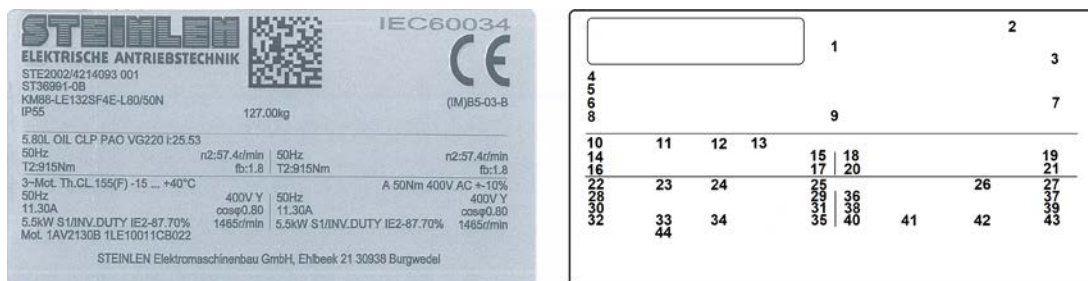 STEINLEN
ELEKTRISCHE ANTRIEBSTECHNIK
IEC60034
CE
STE2002/4214093 001
ST36991-0B
KM88-LE132SF4E-L80/50N
IP55
127.00kg
(IM)B5-03-B
5.80L OIL CLP PAO VG220 i:25.53
50Hz n2:57.4r/min 50Hz n2:57.4r/min
T2:915Nm fb:1.8 T2:915Nm fb:1.8
3~Mot. Th.CL.155(F) -15 ... +40°C A 50Nm 400V AC +-10%
50Hz 400V Y 50Hz 400V Y
11.30A cosφ0.80 11.30A cosφ0.80
5.5kW S1/INV.DUTY IE2-87.70% 1465r/min 5.5kW S1/INV.DUTY IE2-87.70% 1465r/min
Mot. 1AV2130B 1LE10011CB022
STEINLEN Elektromaschinenbau GmbH, Ehlbeek 21 30938 Burgwedel
2
1
3
4
5
6 7
8 9
10 11 12 13
14 15 18 19
16 17 20 21
22 23 24 25 26 27
28 29 36 37
30 31 38 39
32 33 34 35 40 41 42 43
44